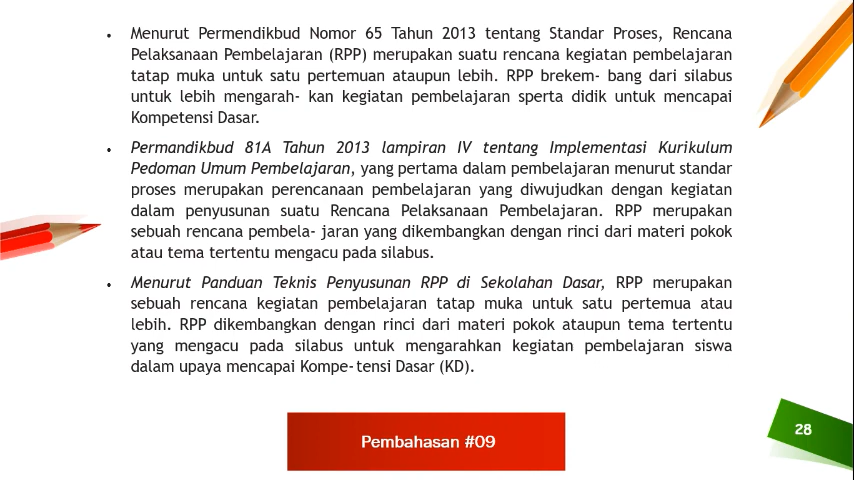 • Menurut Permendikbud Nomor 65 Tahun 2013 tentang Standar Proses, Rencana
Pelaksanaan Pembelajaran (RPP) merupakan suatu rencana kegiatan pembelajaran
tatap muka untuk satu pertemuan ataupun lebih. RPP brekem- bang dari silabus
untuk lebih mengarah- kan kegiatan pembelajaran sperta didik untuk mencapai
Kompetensi Dasar.
• Permandikbud 81A Tahun 2013 lampiran IV tentang Implementasi Kurikulum
Pedoman Umum Pembelajaran, yang pertama dalam pembelajaran menurut standar
proses merupakan perencanaan pembelajaran yang diwujudkan dengan kegiatan
dalam penyusunan suatu Rencana Pelaksanaan Pembelajaran. RPP merupakan
sebuah rencana pembela- jaran yang dikembangkan dengan rinci dari materi pokok
atau tema tertentu mengacu pada silabus.
• Menurut Panduan Teknis Penyusunan RPP di Sekolahan Dasar, RPP merupakan
sebuah rencana kegiatan pembelajaran tatap muka untuk satu pertemua atau
lebih. RPP dikembangkan dengan rinci dari materi pokok ataupun tema tertentu
yang mengacu pada silabus untuk mengarahkan kegiatan pembelajaran siswa
dalam upaya mencapai Kompe- tensi Dasar (KD).
Pembahasan #09
28